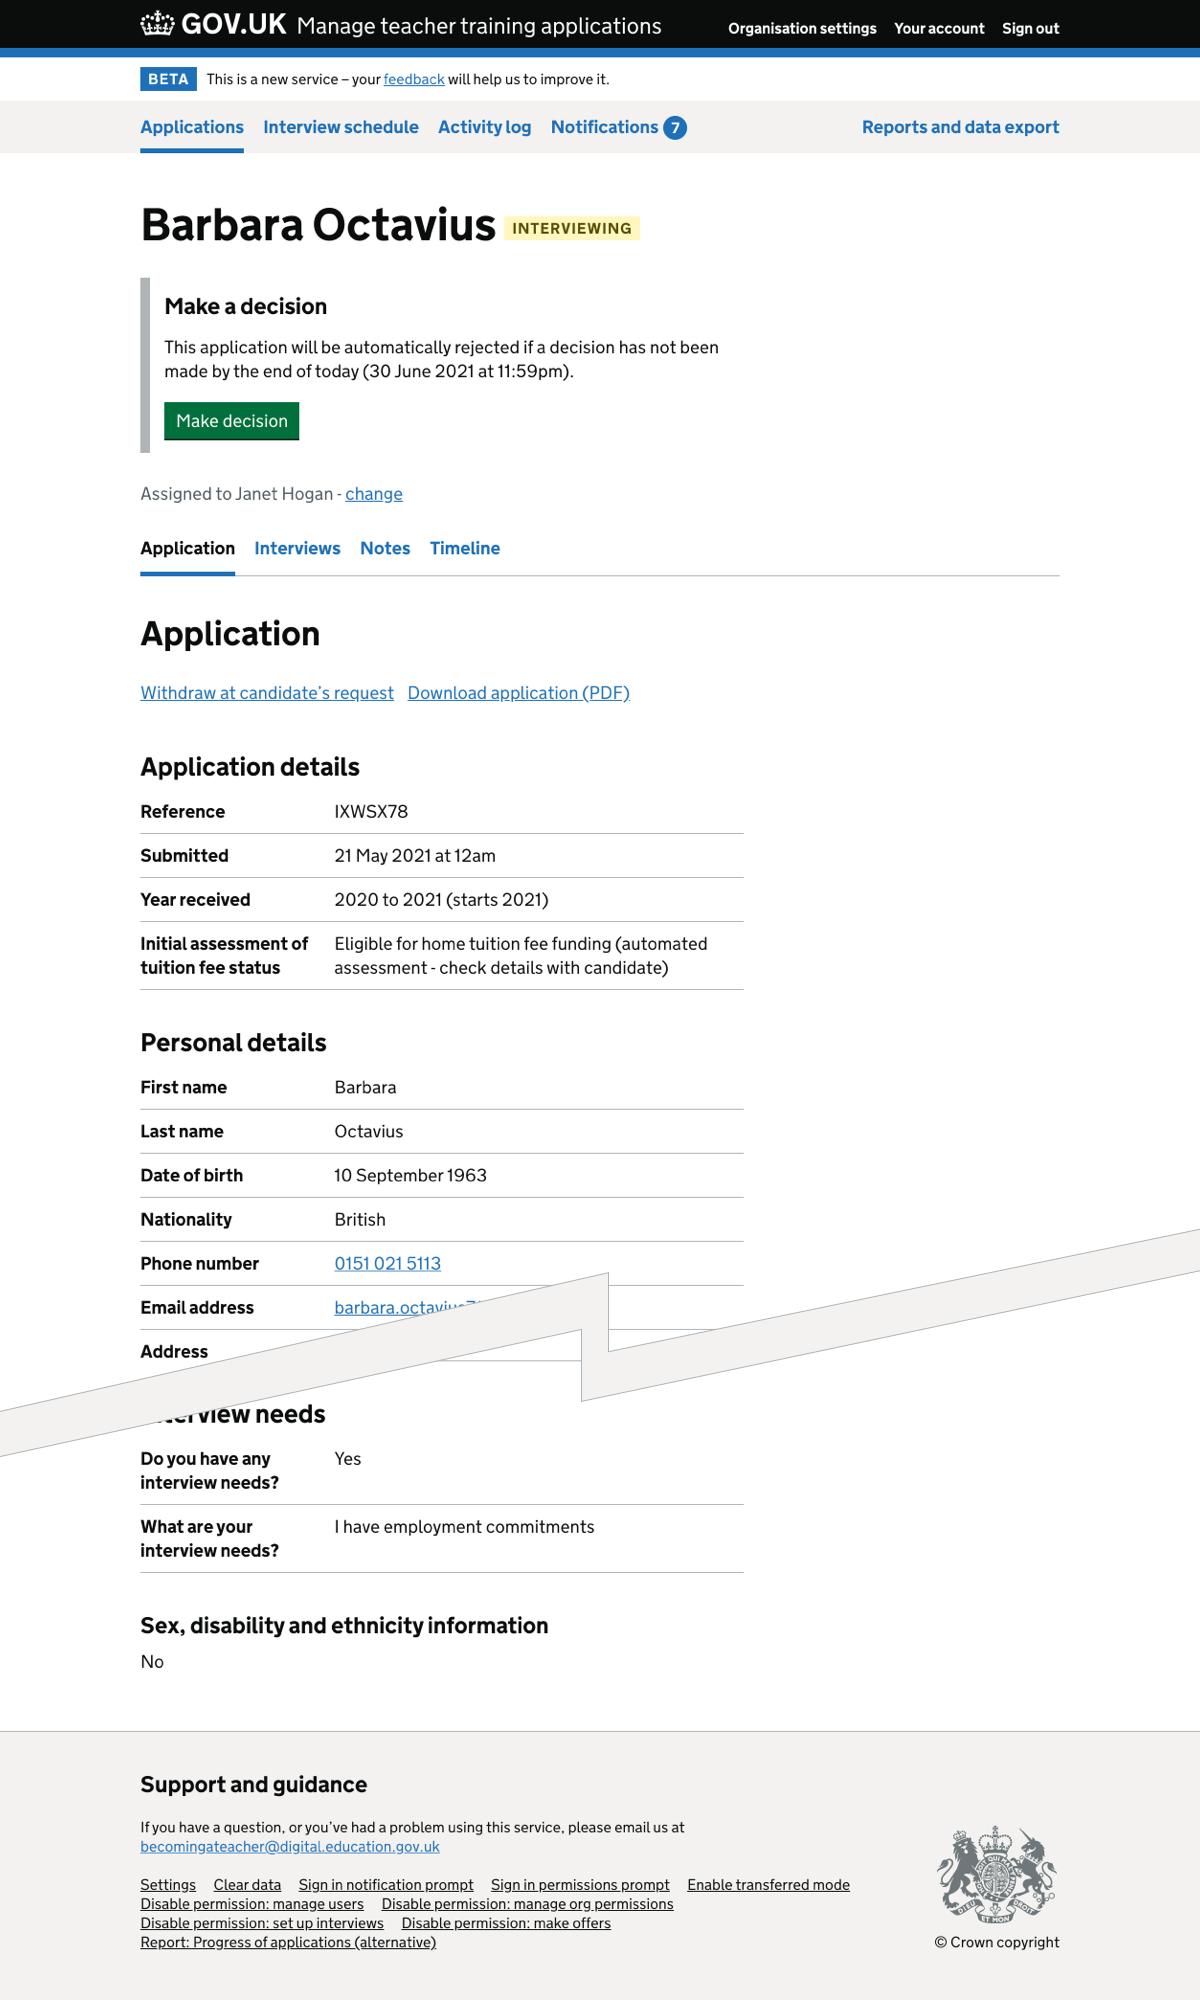 GOV.UK Manage teacher training applications Organisation settings Your account Sign out
BETA This is a new service – your feedback will help us to improve it.
Applications Interview schedule Activity log Notifications 7 Reports and data export
Barbara Octavius INTERVIEWING
Make a decision
This application will be automatically rejected if a decision has not been
made by the end of today (30 June 2021 at 11:59pm).
Make decision
Assigned to Janet Hogan - change
Application Interviews Notes Timeline
Application
Withdraw at candidate’s request Download application (PDF)
Application details
Reference IXWSX78
Submitted 21 May 2021 at 12am
Year received 2020 to 2021 (starts 2021)
Initial assessment of tuition fee status Eligible for home tuition fee funding (automated
assessment - check details with candidate)
Personal details
First name Barbara
Last name Octavius
Date of birth 10 September 1963
Nationality British
Phone number 0151 021 5113
Email address
Address
needs
Do you have any Yes
interview needs?
What are your I have employment commitments
interview needs?
Sex, disability and ethnicity information
No
Support and guidance
If you have a question, or you’ve had a problem using this service, please email us at
becomingateacher@digital.education.gov.uk
Settings Clear data Sign in notification prompt Sign in permissions prompt Enable transferred mode
Disable permission: manage users Disable permission: manage org permissions
Disable permission: set up interviews Disable permission: make offers
Report: Progress of applications (alternative)
© Crown copyright